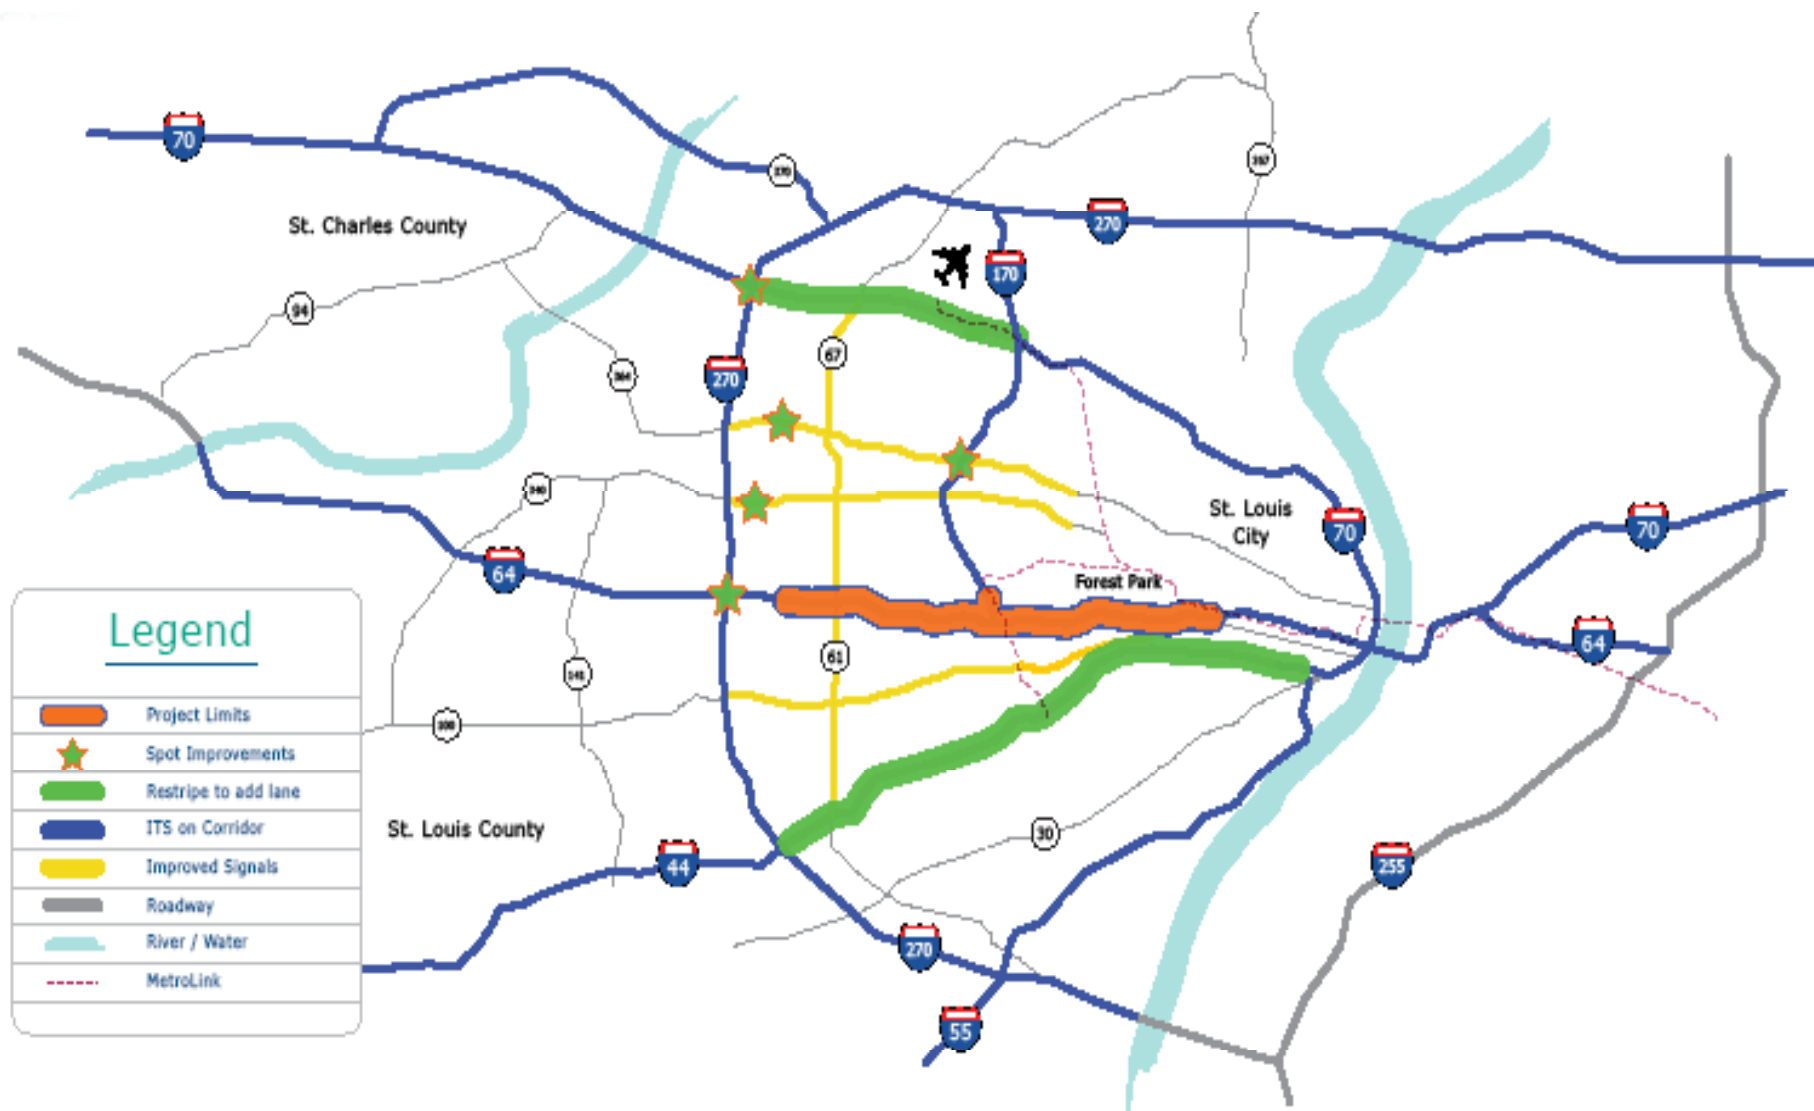 70
370
367
St. Charles County
270
170
94
67
364
270
St. Louis
City
70
70
340
64
Forest Park
Legend
64
61
141
Project Limits
100
Spot Improvements
Restripe to add lane
ITS on Corridor
St. Louis County
30
44
255
Improved Signals
Roadway
River / Water
270
MetroLink
55